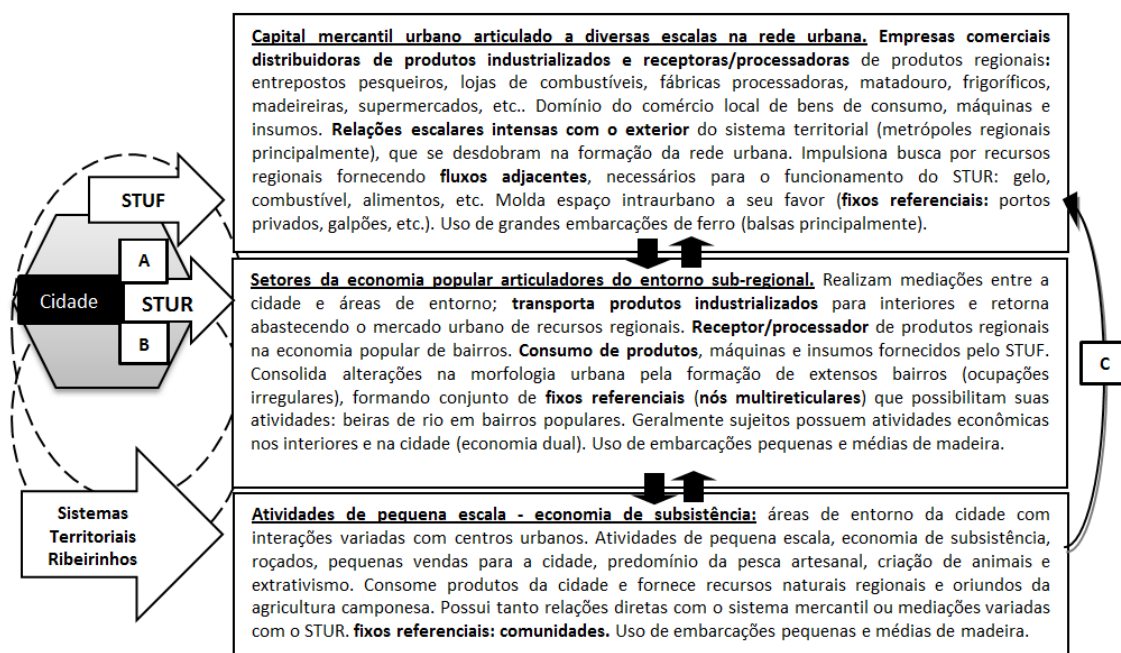 Capital mercantil urbano articulado a diversas escalas na rede urbana. Empresas comerciais
distribuidoras de produtos industrializados e receptoras/processadoras de produtos regionais:
entrepostos pesqueiros, lojas de combustíveis, fábricas processadoras, matadouro, frigoríficos,
madeireiras, supermercados, etc.. Domínio do comércio local de bens de consumo, máquinas e
insumos. Relações escalares intensas com o exterior do sistema territorial (metrópoles regionais
principalmente), que se desdobram na formação da rede urbana. Impulsiona busca por recursos
regionais fornecendo fluxos adjacentes, necessários para o funcionamento do STUR: gelo,
combustível, alimentos, etc. Molda espaço intraurbano a seu favor (fixos referenciais: portos
privados, galpões, etc.). Uso de grandes embarcações de ferro (balsas principalmente).
STUF
A
Cidade
STUR
B
Setores da economia popular articuladores do entorno sub-regional. Realizam mediações entre a
cidade e áreas de entorno; transporta produtos industrializados para interiores e retorna
abastecendo o mercado urbano de recursos regionais. Receptor/processador de produtos regionais
na economia popular de bairros. Consumo de produtos, máquinas e insumos fornecidos pelo STUF.
Consolida alterações na morfologia urbana pela formação de extensos bairros (ocupações
irregulares), formando conjunto de fixos referenciais (nós multireticulares) que possibilitam suas
atividades: beiras de rio em bairros populares. Geralmente sujeitos possuem atividades econômicas
nos interiores e na cidade (economia dual). Uso de embarcações pequenas e médias de madeira.
C
Sistemas
Territoriais
Ribeirinhos
Atividades de pequena escala - economia de subsistência: áreas de entorno da cidade com
interações variadas com centros urbanos. Atividades de pequena escala, economia de subsistência,
roçados, pequenas vendas para a cidade, predomínio da pesca artesanal, criação de animais e
extrativismo. Consome produtos da cidade e fornece recursos naturais regionais e oriundos da
agricultura camponesa. Possui tanto relações diretas com o sistema mercantil ou mediações variadas
com o STUR. fixos referenciais: comunidades. Uso de embarcações pequenas e médias de madeira.